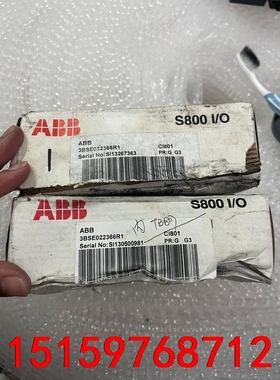 ABB
S800 I/O
ABB
3BSE022366R1
CI801
Serial No: SI13267363
PR:G G3
ABB
S800 I/O
ABB
3BSE022366R1
CI801
Serial No: SI130500981
PR:G G3
15159768712